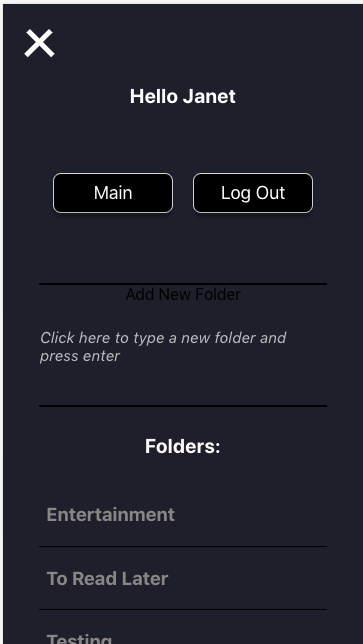 Hello Janet
Main
Log Out
Add New Folder
Click here to type a new folder and
press enter
Folders:
Entertainment
To Read Later
Testing